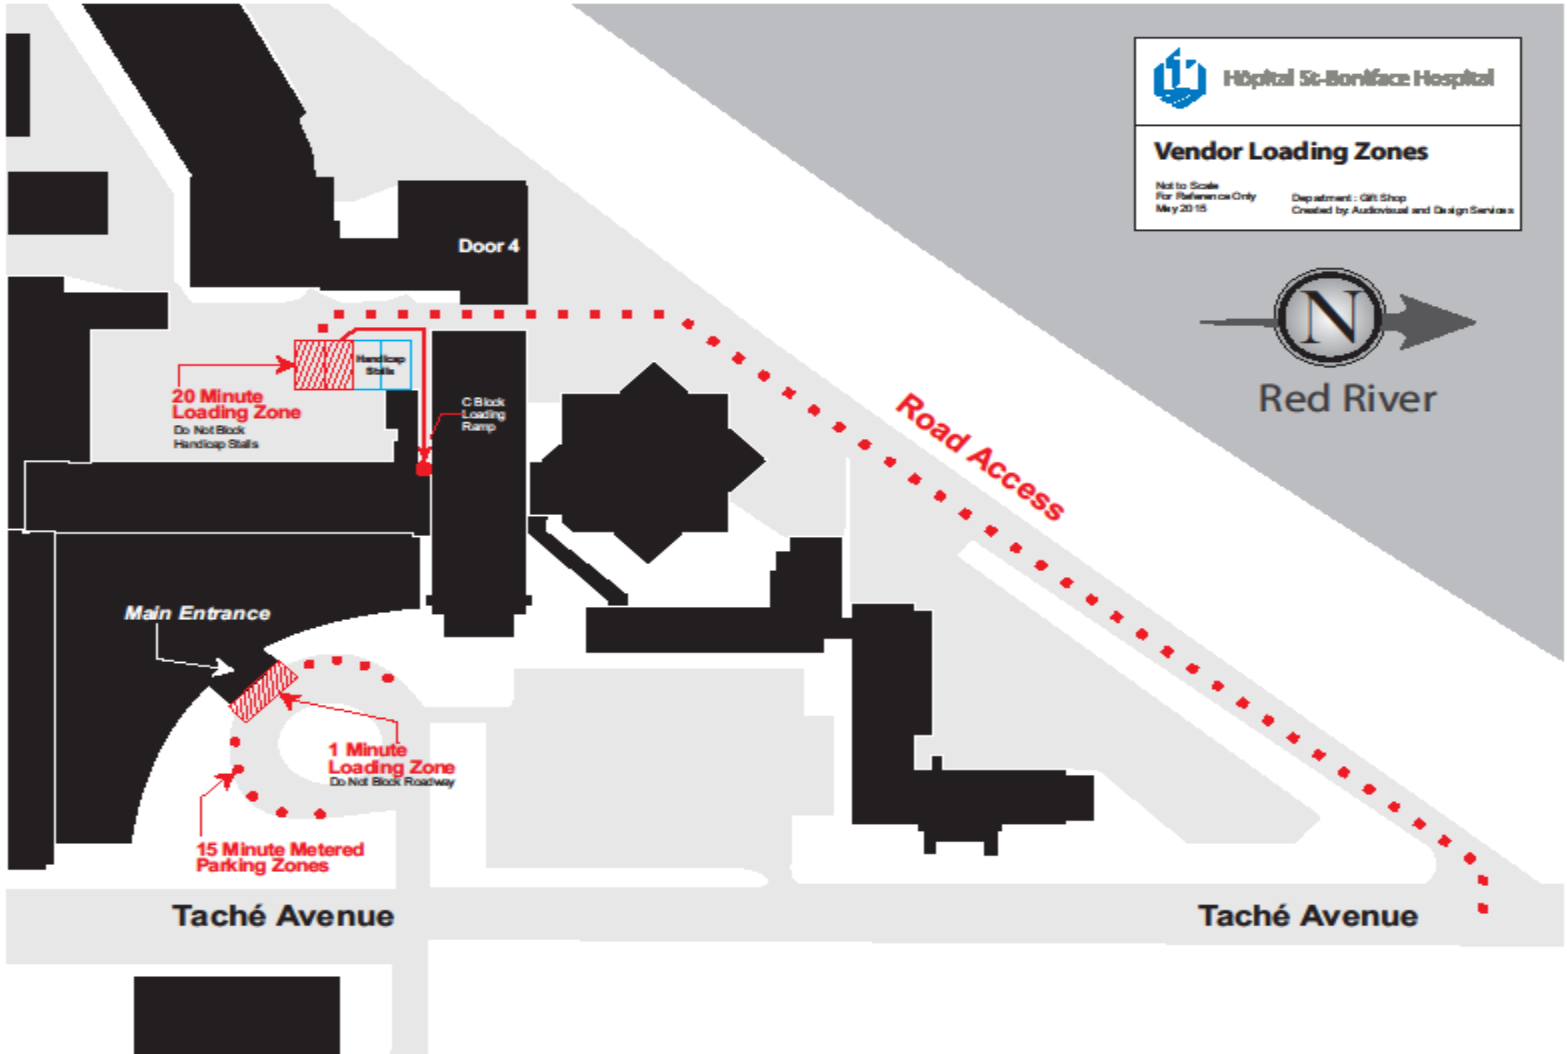 Hôpital St-Boniface Hospital
Vendor Loading Zones
Not to Scale
For Reference Only
May 2015
Department : Gift Shop
Created by: Audiovisual and Design Services
N
Red River
Door 4
Handicap
Stalls
20 Minute
Loading Zone
Do Not Block
Handicap Stalls
C Block
Loading
Ramp
Road Access
Main Entrance
1 Minute
Loading Zone
Do Not Block Roadway
15 Minute Metered
Parking Zones
Taché Avenue
Taché Avenue